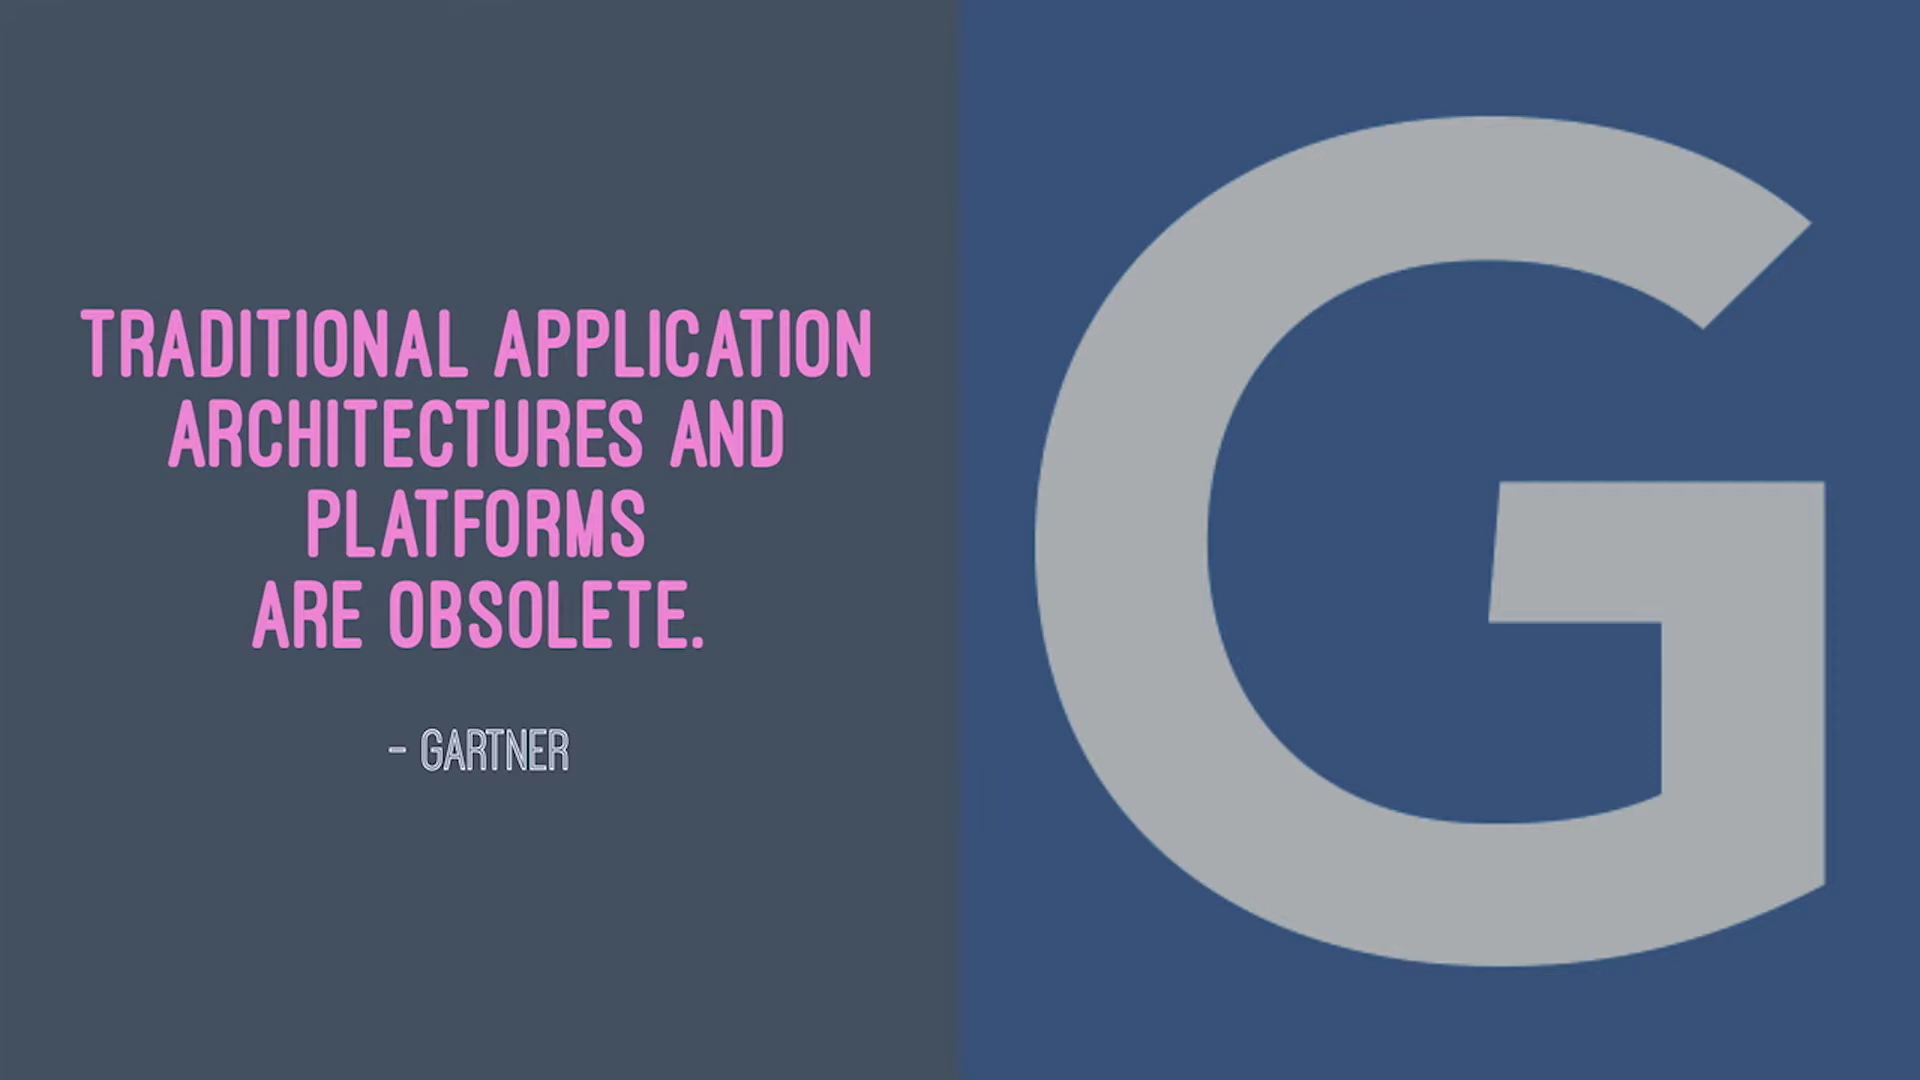 TRADITIONAL APPLICATION
ARCHITECTURES AND
PLATFORMS
ARE OBSOLETE.
– GARTNER
G